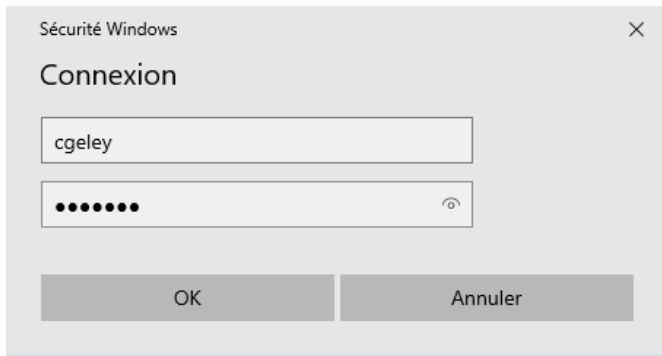 Sécurité Windows
Connexion
cgeley
•••••••
OK
Annuler